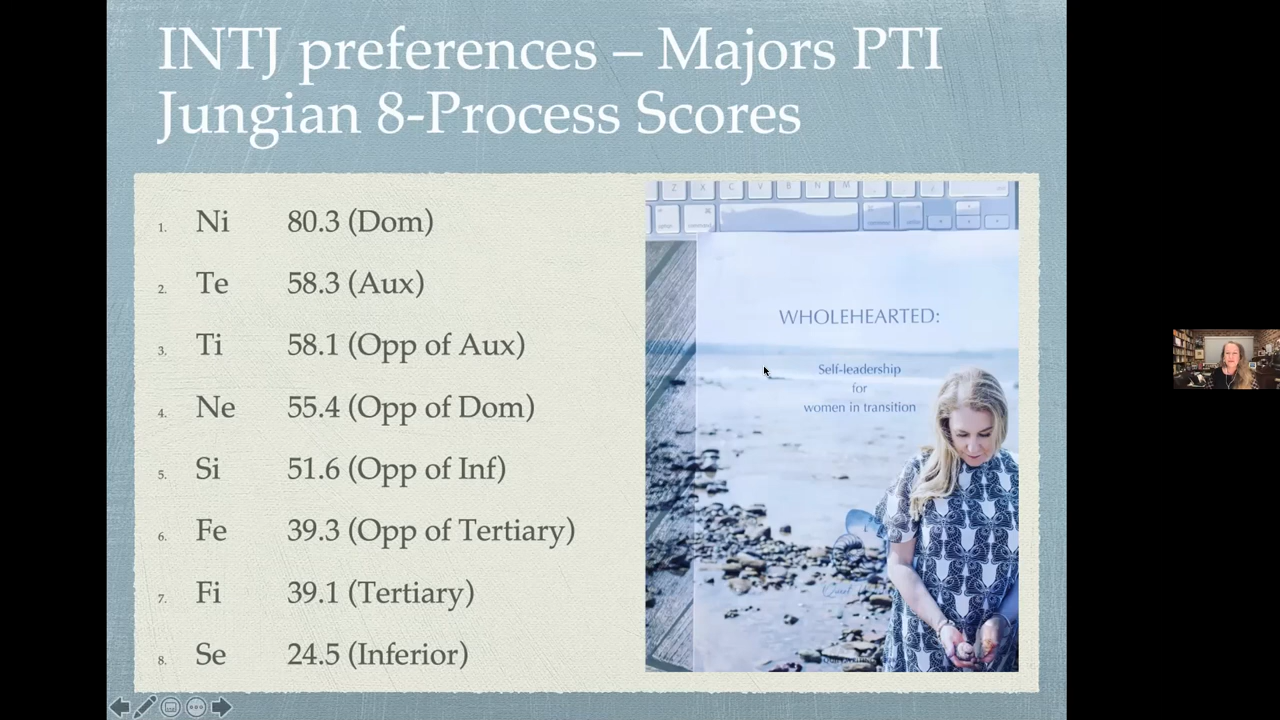 INTJ preferences – Majors PTI
Jungian 8-Process Scores
1. Ni 80.3 (Dom)
2. Te 58.3 (Aux)
3. Ti 58.1 (Opp of Aux)
4. Ne 55.4 (Opp of Dom)
5. Si 51.6 (Opp of Inf)
6. Fe 39.3 (Opp of Tertiary)
7. Fi 39.1 (Tertiary)
8. Se 24.5 (Inferior)
Z X C V B N M
WHOLEHEARTED:
Self-leadership
for
women in transition